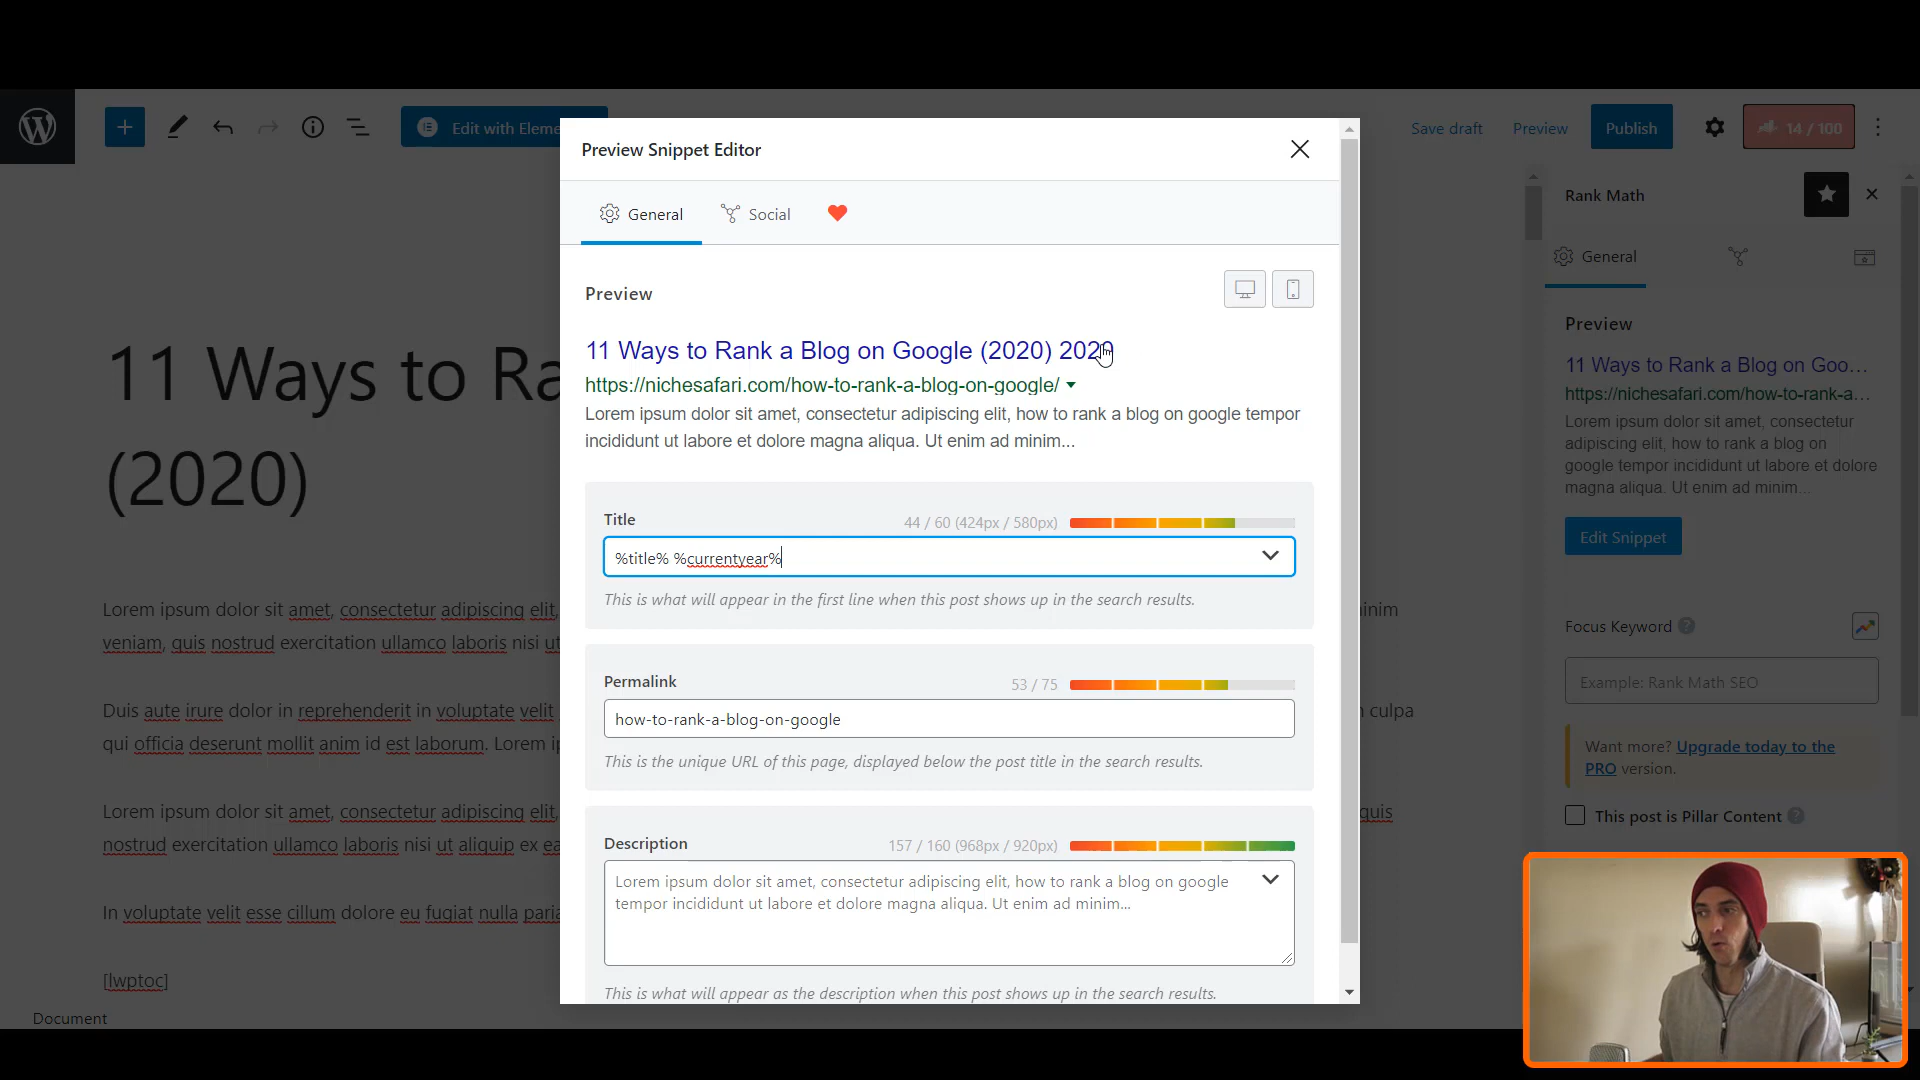 Edit with Eleme
Save draft
Preview
Publish
14 / 100
Preview Snippet Editor
General
Social
Preview
11 Ways to Rank a Blog on Google (2020) 2020
https://nichesafari.com/how-to-rank-a-blog-on-google/
Lorem ipsum dolor sit amet, consectetur adipiscing elit, how to rank a blog on google tempor
incididunt ut labore et dolore magna aliqua. Ut enim ad minim...
Title
44 / 60 (424px / 580px)
%title% %currentyear%
This is what will appear in the first line when this post shows up in the search results.
Permalink
53 / 75
how-to-rank-a-blog-on-google
This is the unique URL of this page, displayed below the post title in the search results.
Description
157 / 160 (968px / 920px)
Lorem ipsum dolor sit amet, consectetur adipiscing elit, how to rank a blog on google
tempor incididunt ut labore et dolore magna aliqua. Ut enim ad minim...
This is what will appear as the description when this post shows up in the search results.
11 Ways to Ra
(2020)
Lorem ipsum dolor sit amet, consectetur adipiscing elit,
inim
veniam, quis nostrud exercitation ullamco laboris nisi ut
Duis aute irure dolor in reprehenderit in voluptate velit
culpa
qui officia deserunt mollit anim id est laborum. Lorem ip
Lorem ipsum dolor sit amet, consectetur adipiscing elit,
quis
nostrud exercitation ullamco laboris nisi ut aliquip ex ea
In voluptate velit esse cillum dolore eu fugiat nulla paria
[lwptoc]
Document
Rank Math
General
Preview
11 Ways to Rank a Blog on Goo...
https://nichesafari.com/how-to-rank-a...
Lorem ipsum dolor sit amet, consectetur
adipiscing elit, how to rank a blog on
google tempor incididunt ut labore et dolore
magna aliqua. Ut enim ad minim...
Edit Snippet
Focus Keyword
Example: Rank Math SEO
Want more? Upgrade today to the
PRO version.
This post is Pillar Content